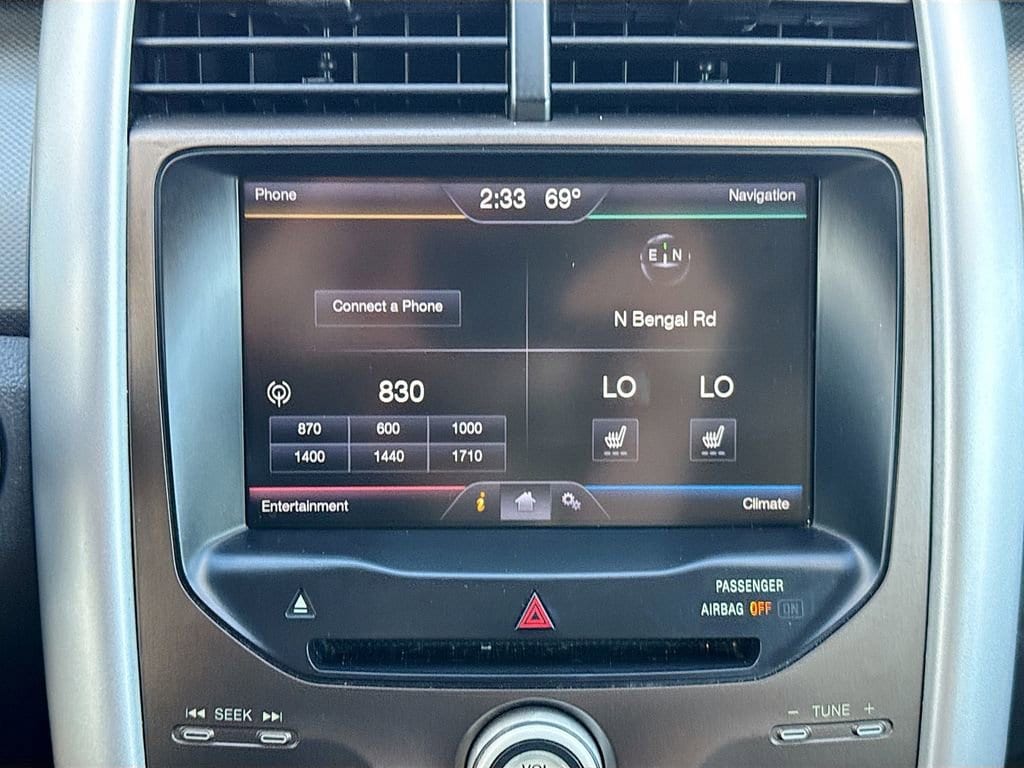 Phone
2:33 69°
Navigation
E N
Connect a Phone
N Bengal Rd
830
LO LO
870 600 1000
1400 1440 1710
Entertainment
i
Climate
PASSENGER
AIRBAG OFF ON
SEEK
- TUNE +
VOL